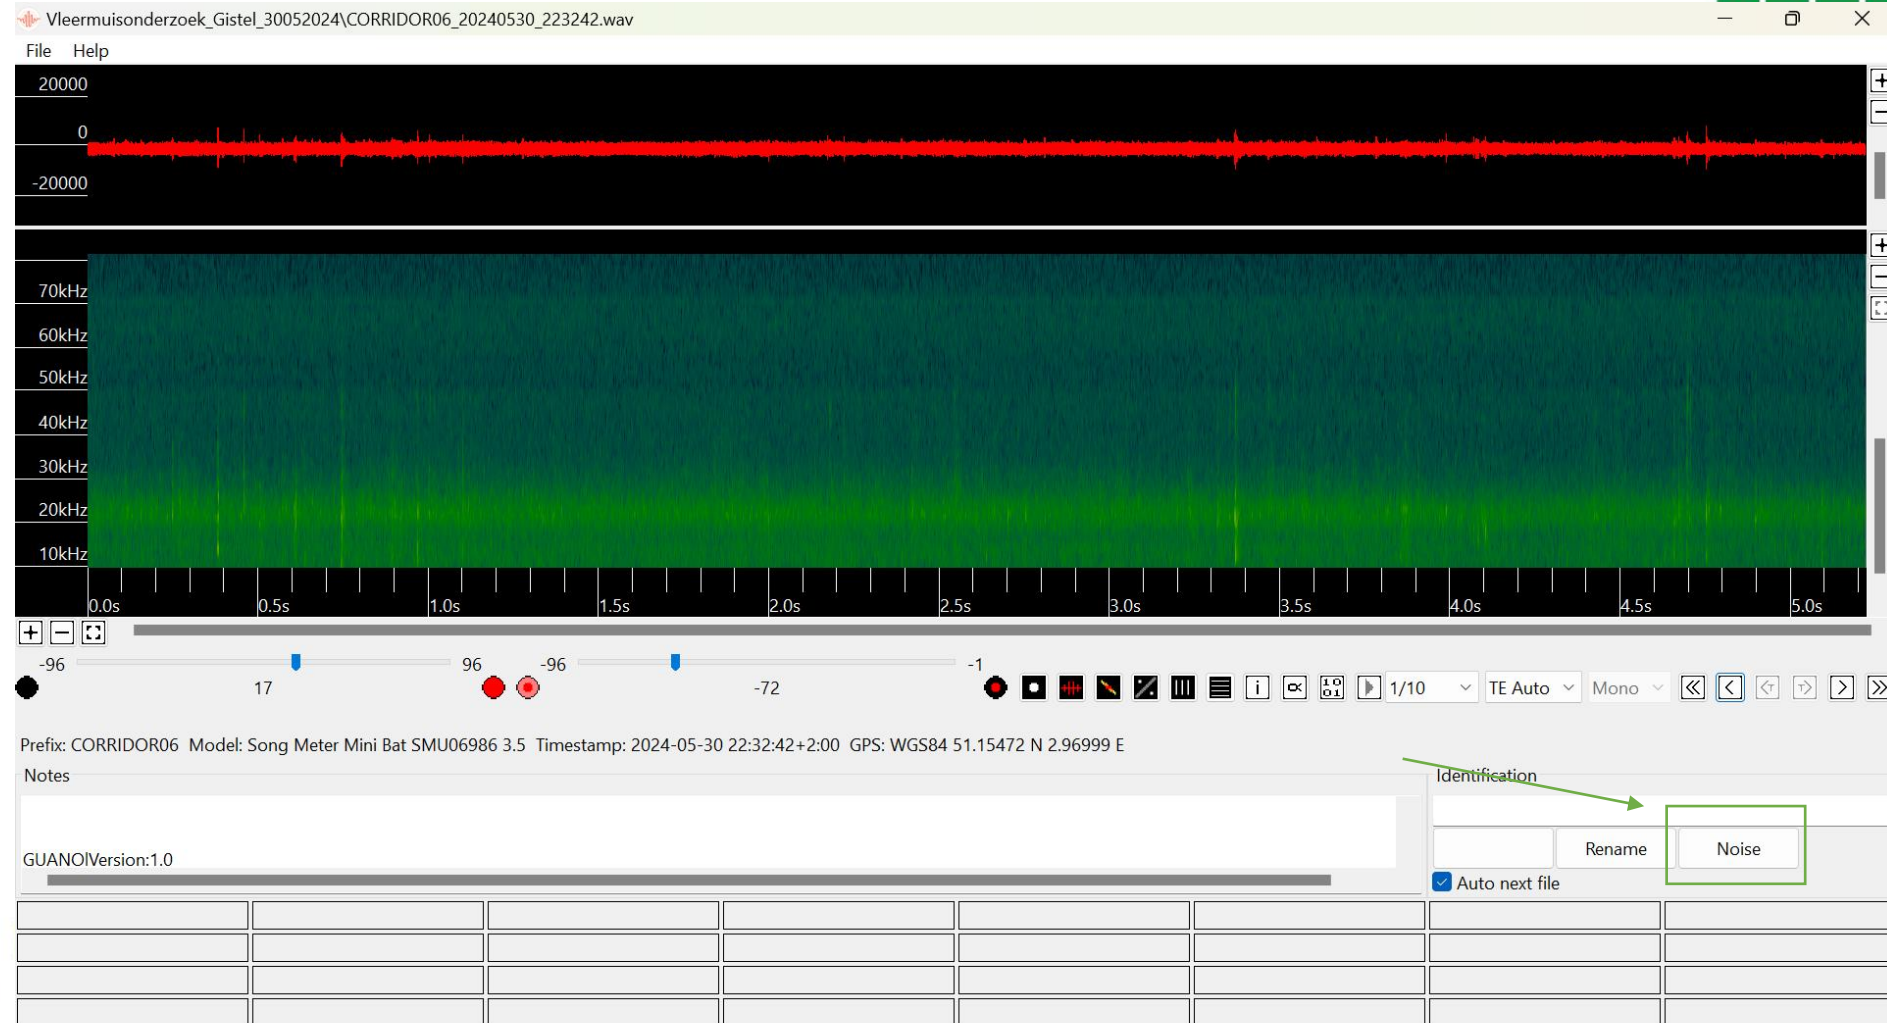 Vleermuisonderzoek_Gistel_30052024\CORRIDOR06_20240530_223242.wav
File Help
20000
0
-20000
70kHz
60kHz
50kHz
40kHz
30kHz
20kHz
10kHz
0.0s 0.5s 1.0s 1.5s 2.0s 2.5s 3.0s 3.5s 4.0s 4.5s 5.0s
-96 96 -96 -1
17 -72 1/10 TE Auto Mono
Prefix: CORRIDOR06 Model: Song Meter Mini Bat SMU06986 3.5 Timestamp: 2024-05-30 22:32:42+2:00 GPS: WGS84 51.15472 N 2.96999 E
Notes Identification
GUANO|Version:1.0
Rename Noise
Auto next file